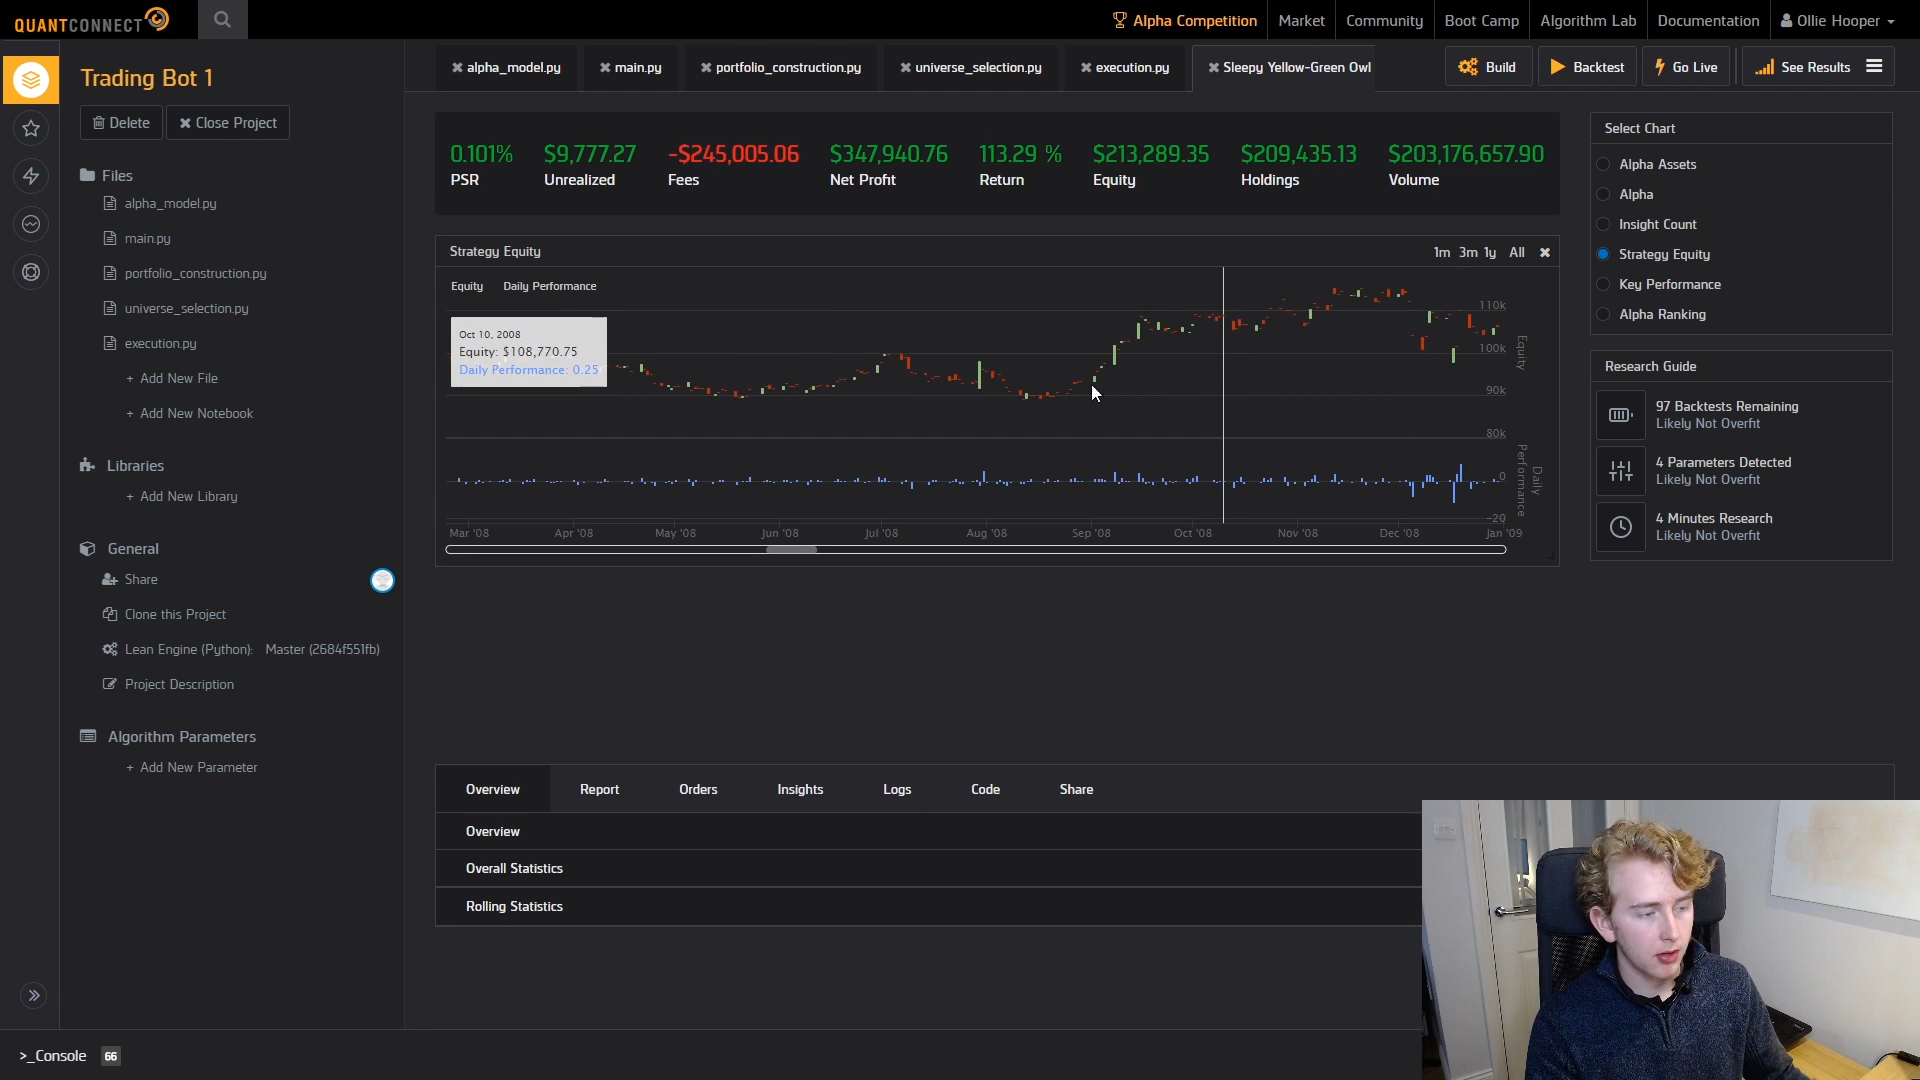 QUANTCONNECT
Alpha Competition
Market
Community
Boot Camp
Algorithm Lab
Documentation
Ollie Hooper
Trading Bot 1
Delete
Close Project
Files
alpha_model.py
main.py
portfolio_construction.py
universe_selection.py
execution.py
+ Add New File
+ Add New Notebook
Libraries
+ Add New Library
General
Share
Clone this Project
Lean Engine (Python): Master (2684f551fb)
Project Description
Algorithm Parameters
+ Add New Parameter
>_Console 66
alpha_model.py
main.py
portfolio_construction.py
universe_selection.py
execution.py
Sleepy Yellow-Green Owl
Build
Backtest
Go Live
See Results
0.101% $9,777.27 -$245,005.06 $347,940.76 113.29 % $213,289.35 $209,435.13 $203,176,657.90
PSR Unrealized Fees Net Profit Return Equity Holdings Volume
Strategy Equity
1m 3m 1y All
Equity Daily Performance
Oct 10, 2008
Equity: $108,770.75
Daily Performance: 0.25
110k
100k
90k
80k
0
-20
Equity
Daily
Performance
Mar '08 Apr '08 May '08 Jun '08 Jul '08 Aug '08 Sep '08 Oct '08 Nov '08 Dec '08 Jan '09
Select Chart
Alpha Assets
Alpha
Insight Count
Strategy Equity
Key Performance
Alpha Ranking
Research Guide
97 Backtests Remaining
Likely Not Overfit
4 Parameters Detected
Likely Not Overfit
4 Minutes Research
Likely Not Overfit
Overview Report Orders Insights Logs Code Share
Overview
Overall Statistics
Rolling Statistics